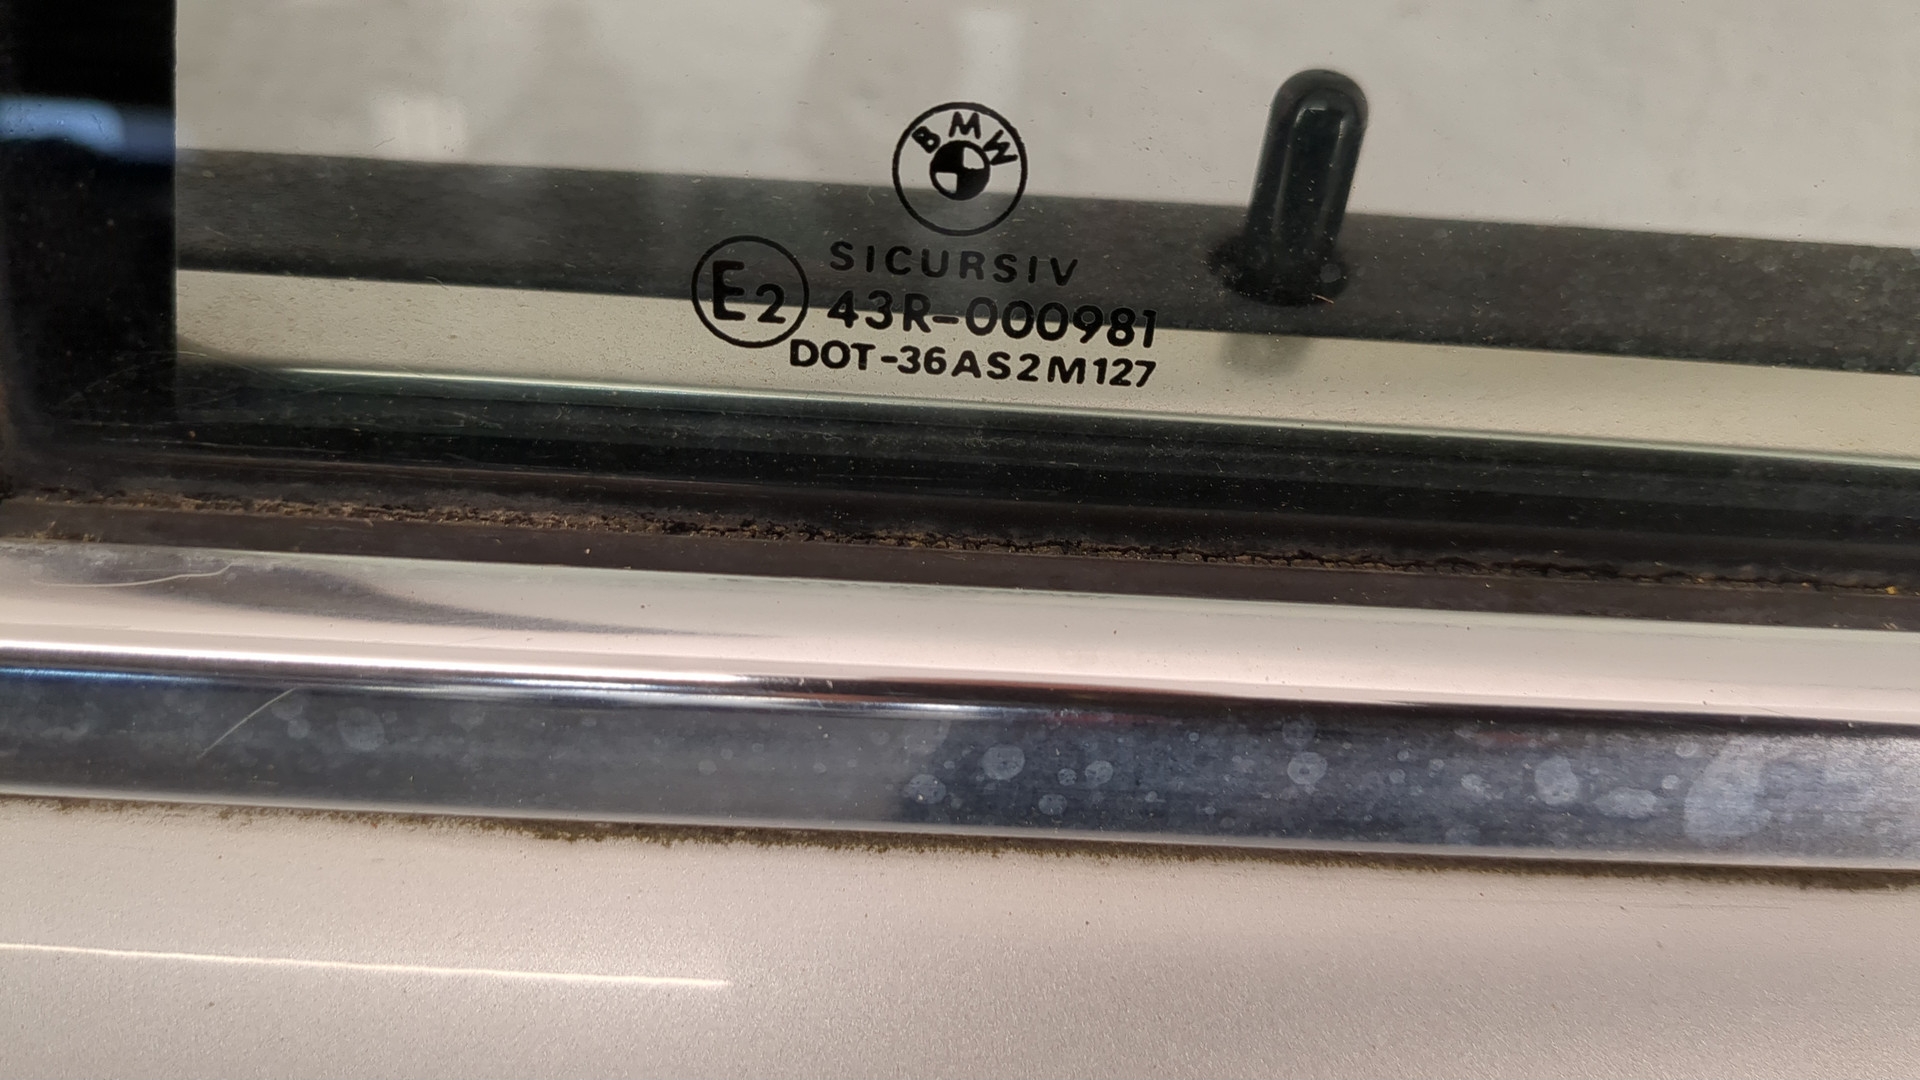 BMW
SICURSIV
E2 43R-000981
DOT-36AS2M127